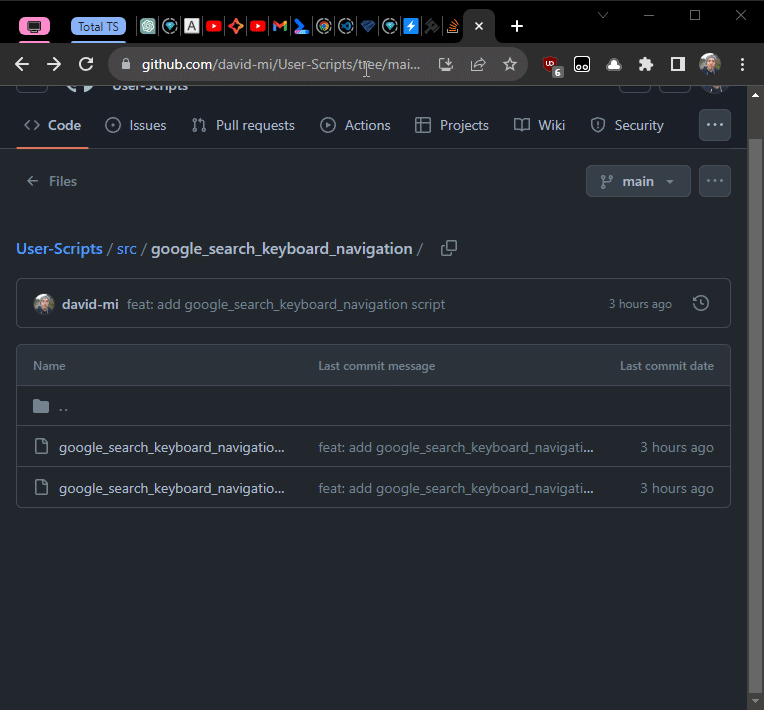 Total TS
github.com/david-mi/User-Scripts/tree/mai...
6
User-Scripts
Code Issues Pull requests Actions Projects Wiki Security
Files main
User-Scripts / src / google_search_keyboard_navigation /
david-mi feat: add google_search_keyboard_navigation script 3 hours ago
Name Last commit message Last commit date
..
google_search_keyboard_navigatio... feat: add google_search_keyboard_navigati... 3 hours ago
google_search_keyboard_navigatio... feat: add google_search_keyboard_navigati... 3 hours ago